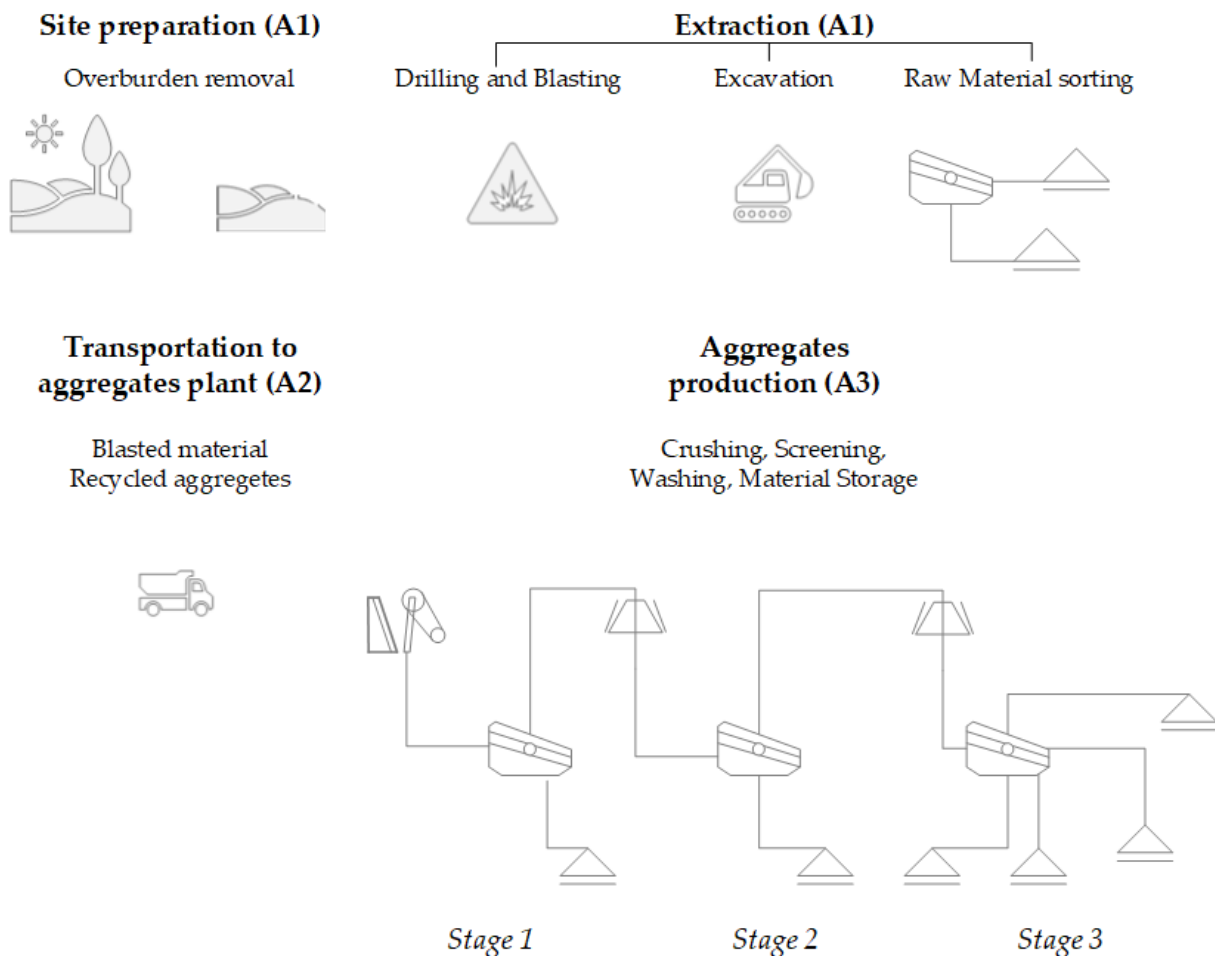 Site preparation (A1)
Overburden removal
Extraction (A1)
Drilling and Blasting
Excavation
Raw Material sorting
Transportation to
aggregates plant (A2)
Blasted material
Recycled aggregetes
Aggregates
production (A3)
Crushing, Screening,
Washing, Material Storage
Stage 1
Stage 2
Stage 3